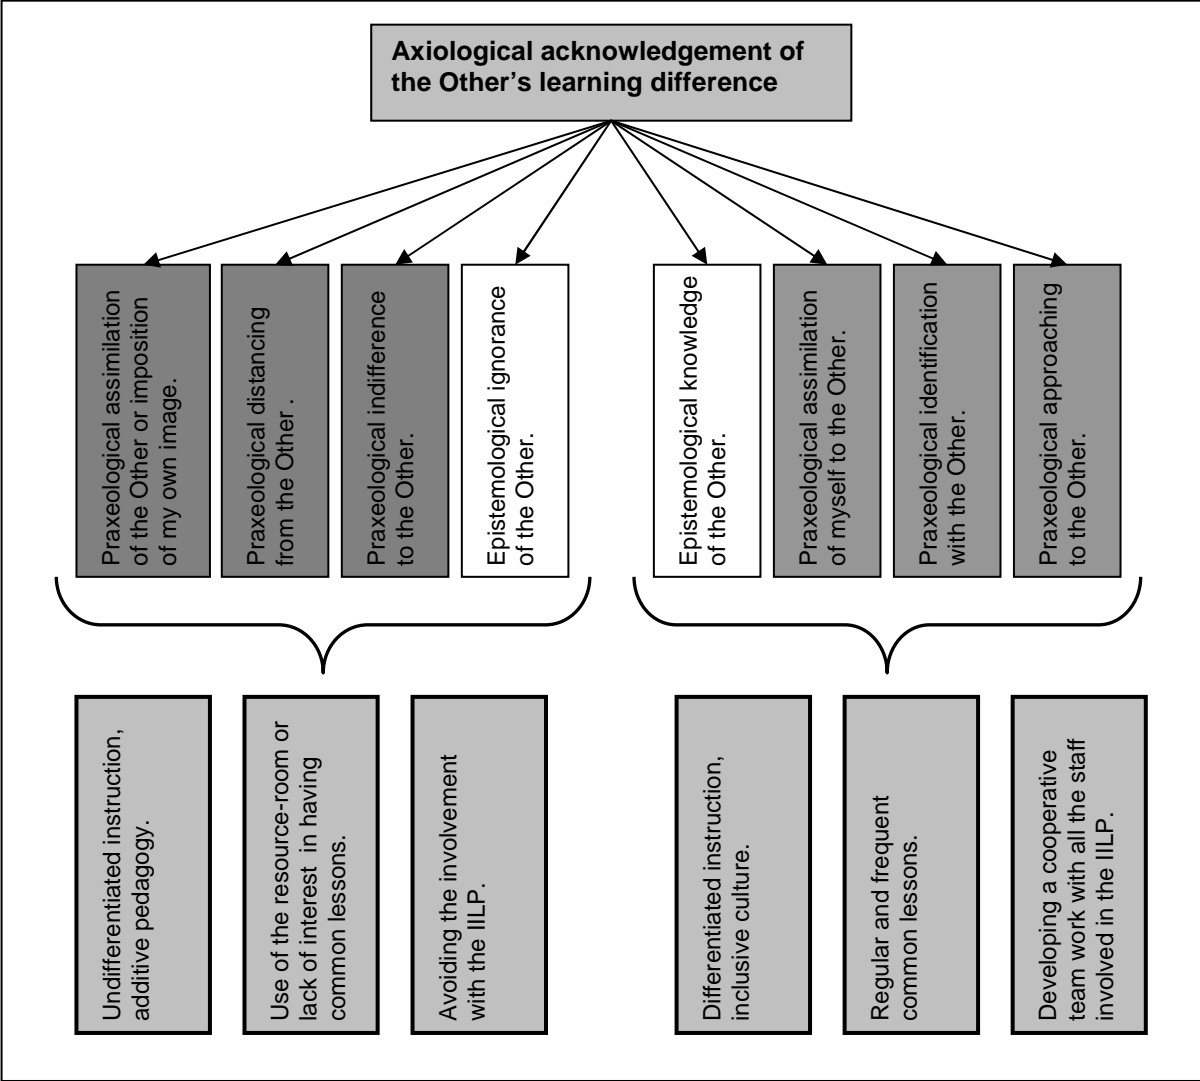 Axiological acknowledgement of
the Other’s learning difference
Praxeological assimilation
of the Other or imposition
of my own image.
Praxeological distancing
from the Other .
Praxeological indifference
to the Other.
Epistemological ignorance
of the Other.
Epistemological knowledge
of the Other.
Praxeological assimilation
of myself to the Other.
Praxeological identification
with the Other.
Praxeological approaching
to the Other.
Undifferentiated instruction,
additive pedagogy.
Use of the resource-room or
lack of interest in having
common lessons.
Avoiding the involvement
with the IILP.
Differentiated instruction,
inclusive culture.
Regular and frequent
common lessons.
Developing a cooperative
team work with all the staff
involved in the IILP.